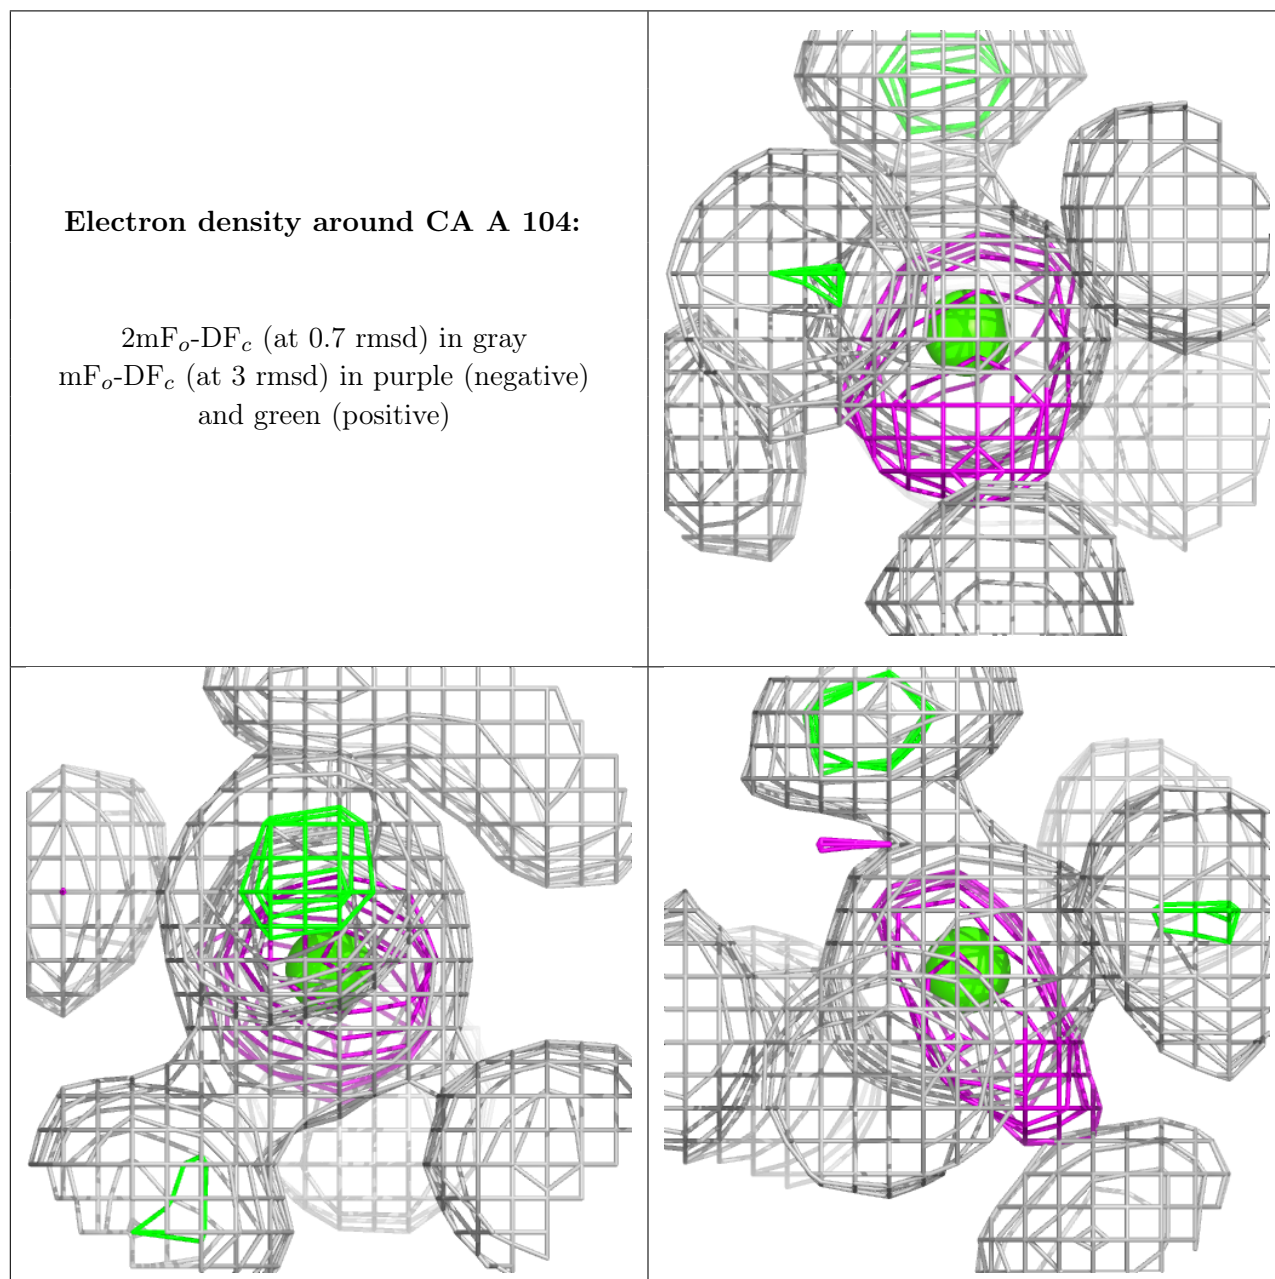 Electron density around CA A 104:
2mFo-DFc (at 0.7 rmsd) in gray
mFo-DFc (at 3 rmsd) in purple (negative)
and green (positive)